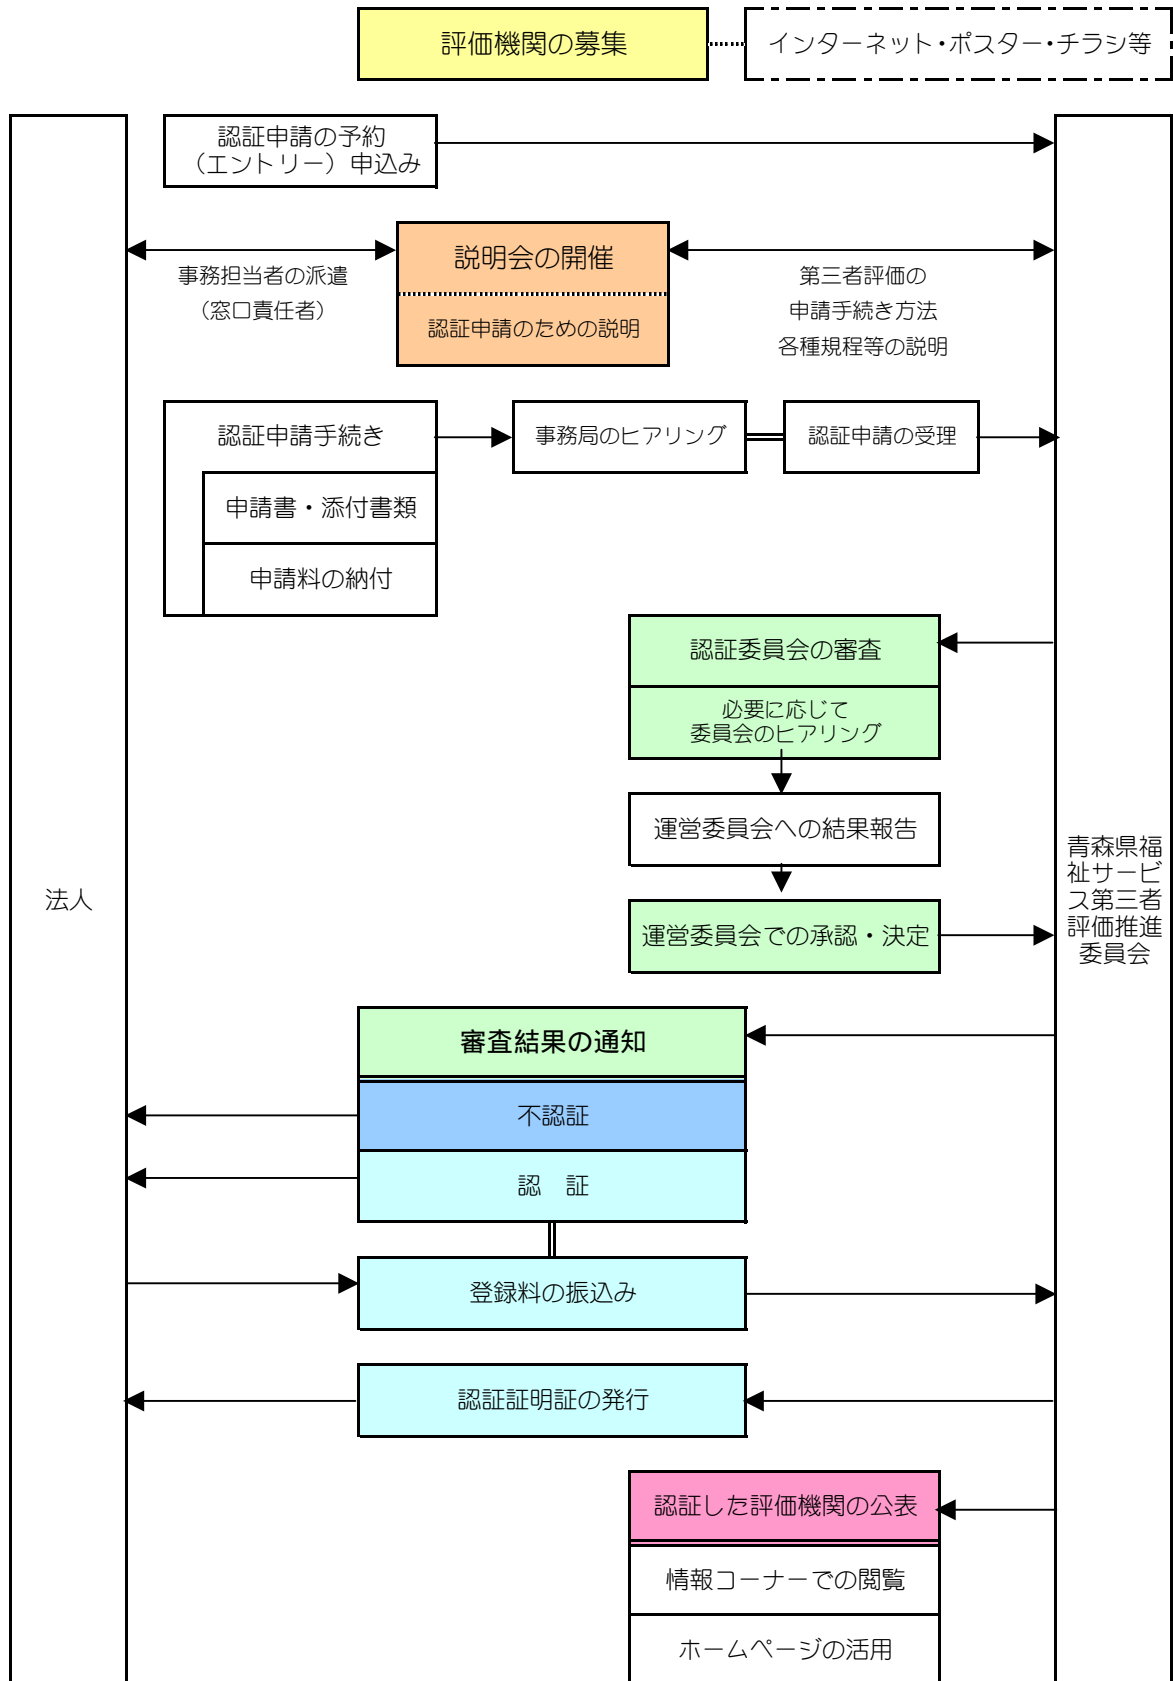 評価機関の募集
インターネット・ポスター・チラシ等
認証申請の予約
（エントリー）申込み
説明会の開催
認証申請のための説明
事務担当者の派遣
（窓口責任者）
第三者評価の
申請手続き方法
各種規程等の説明
認証申請手続き
申請書・添付書類
申請料の納付
事務局のヒアリング
認証申請の受理
認証委員会の審査
必要に応じて
委員会のヒアリング
運営委員会への結果報告
運営委員会での承認・決定
法人
青森県福
祉サービ
ス第三者
評価推進
委員会
審査結果の通知
不認証
認　証
登録料の振込み
認証証明証の発行
認証した評価機関の公表
情報コーナーでの閲覧
ホームページの活用